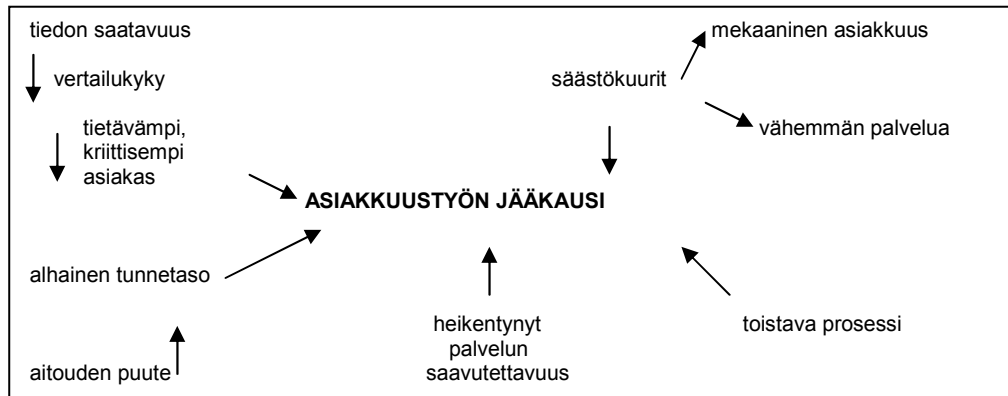 tiedon saatavuus
mekaaninen asiakkuus
vertailukyky
säästökuurit
tietävämpi,
kriittisempi
asiakas
vähemmän palvelua
ASIAKKUUSTYÖN JÄÄKAUSI
alhainen tunnetaso
heikentynyt
palvelun
saavutettavuus
toistava prosessi
aitouden puute